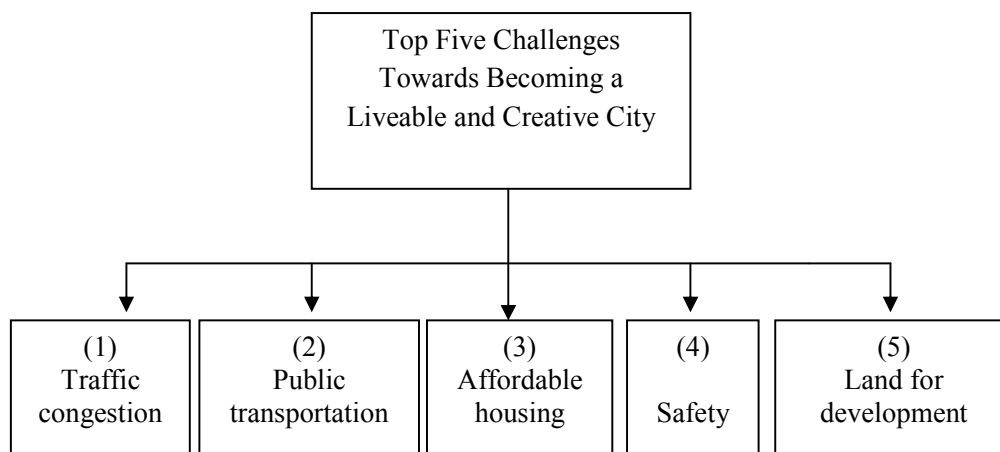 Top Five Challenges
Towards Becoming a
Liveable and Creative City
(1)
Traffic
congestion
(2)
Public
transportation
(3)
Affordable
housing
(4)
Safety
(5)
Land for
development